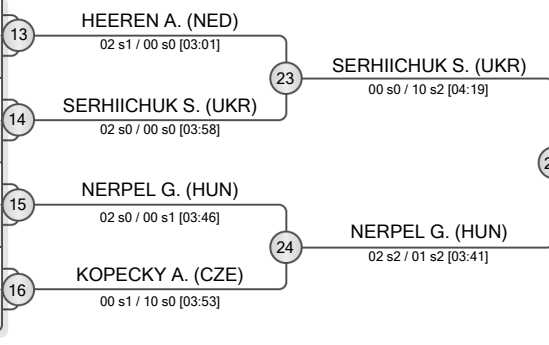 HEEREN A. (NED)
13
02 s1 / 00 s0 [03:01]
23
SERHIICHUK S. (UKR)
00 s0 / 10 s2 [04:19]
SERHIICHUK S. (UKR)
14
02 s0 / 00 s0 [03:58]
NERPEL G. (HUN)
15
02 s0 / 00 s1 [03:46]
24
NERPEL G. (HUN)
02 s2 / 01 s2 [03:41]
KOPECKY A. (CZE)
16
00 s1 / 10 s0 [03:53]